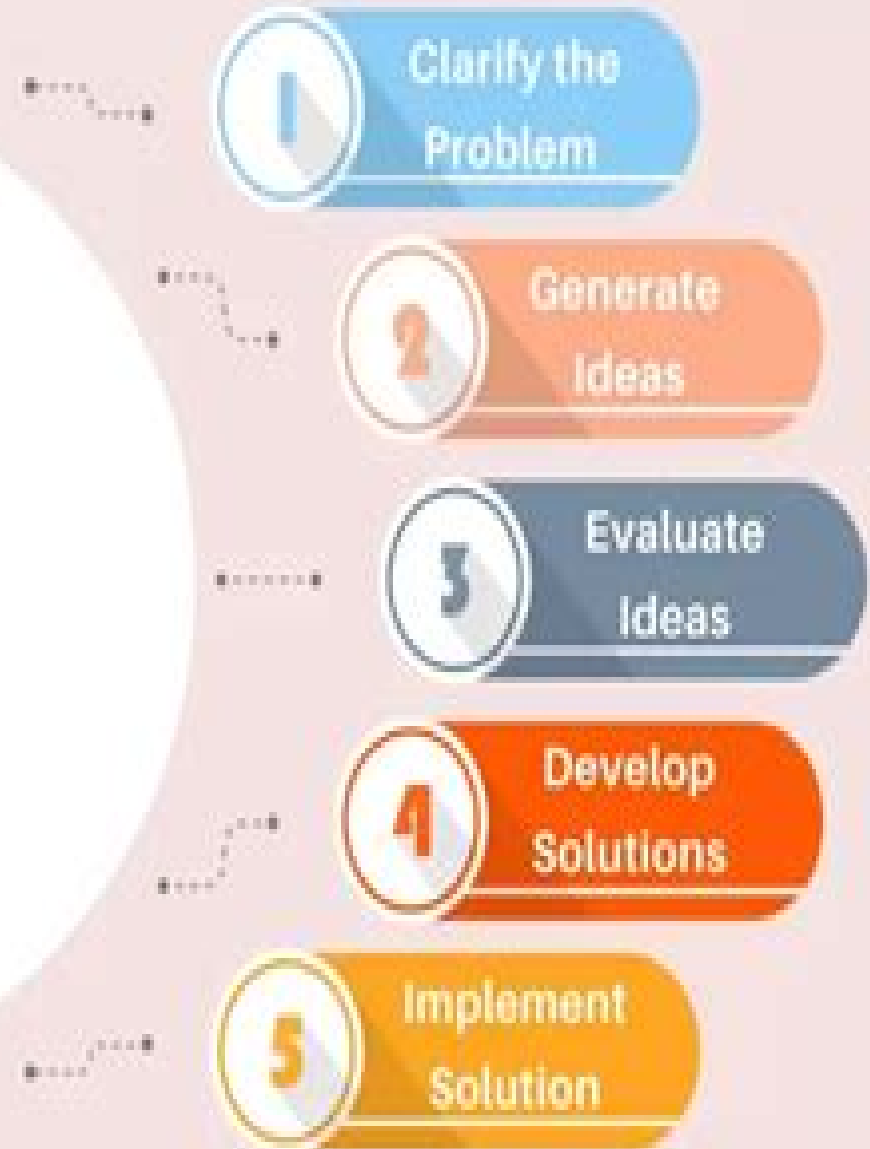 1
Clarify the
Problem
2
Generate
Ideas
3
Evaluate
Ideas
4
Develop
Solutions
5
Implement
Solution